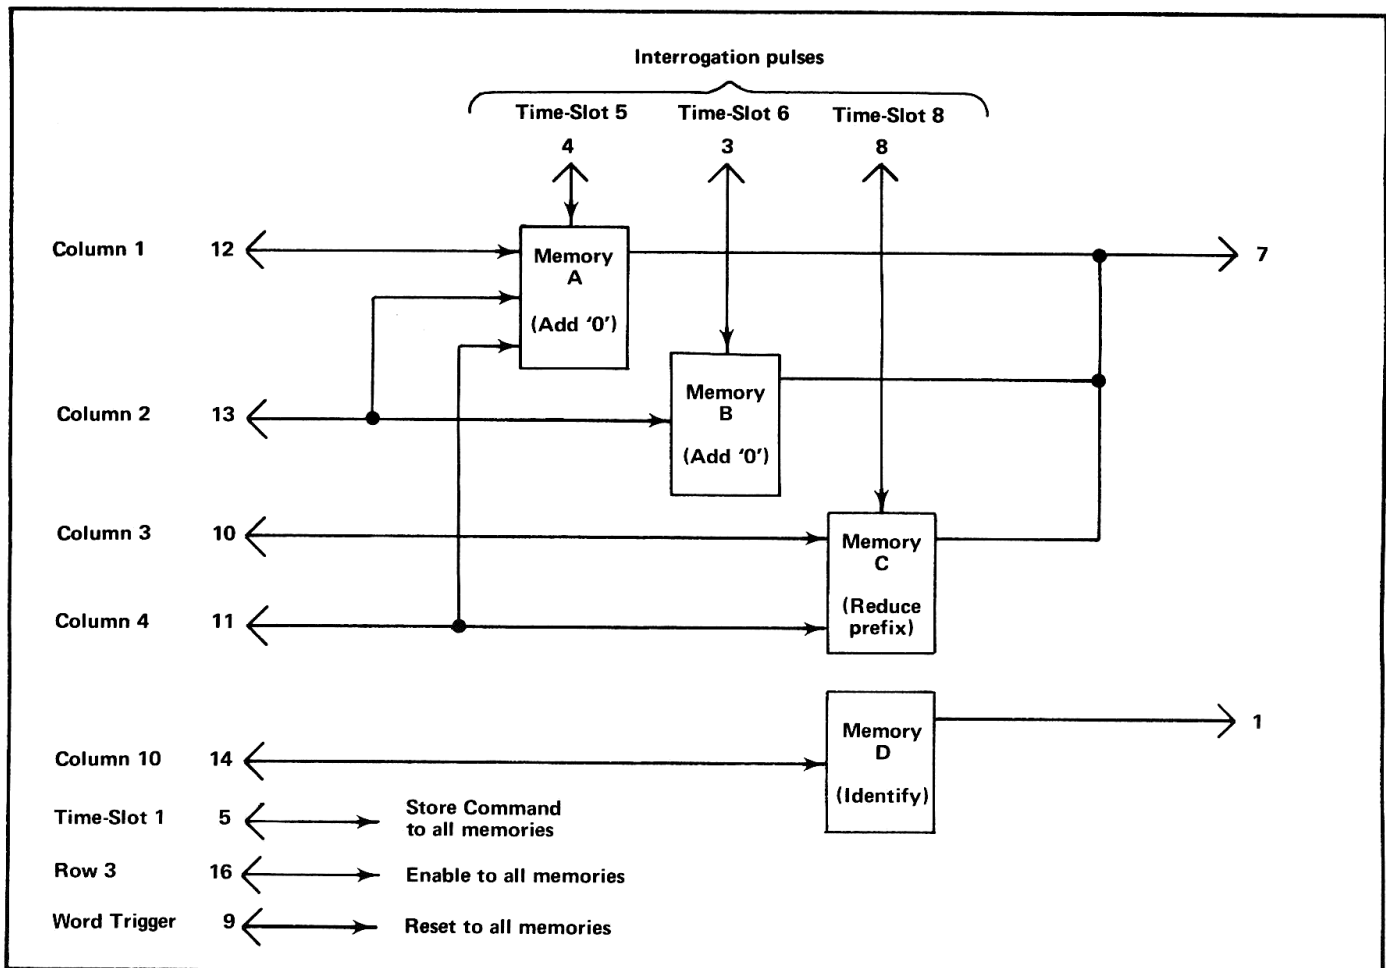 Interrogation pulses
Time-Slot 5 Time-Slot 6 Time-Slot 8
4 3 8
Column 1 12
Memory
A
(Add ‘0’)
7
Column 2 13
Memory
B
(Add ‘0’)
Column 3 10
Memory
C
(Reduce
prefix)
Column 4 11
Memory
D
(Identify)
1
Column 10 14
Time-Slot 1 5
Store Command
to all memories
Row 3 16 Enable to all memories
Word Trigger 9 Reset to all memories